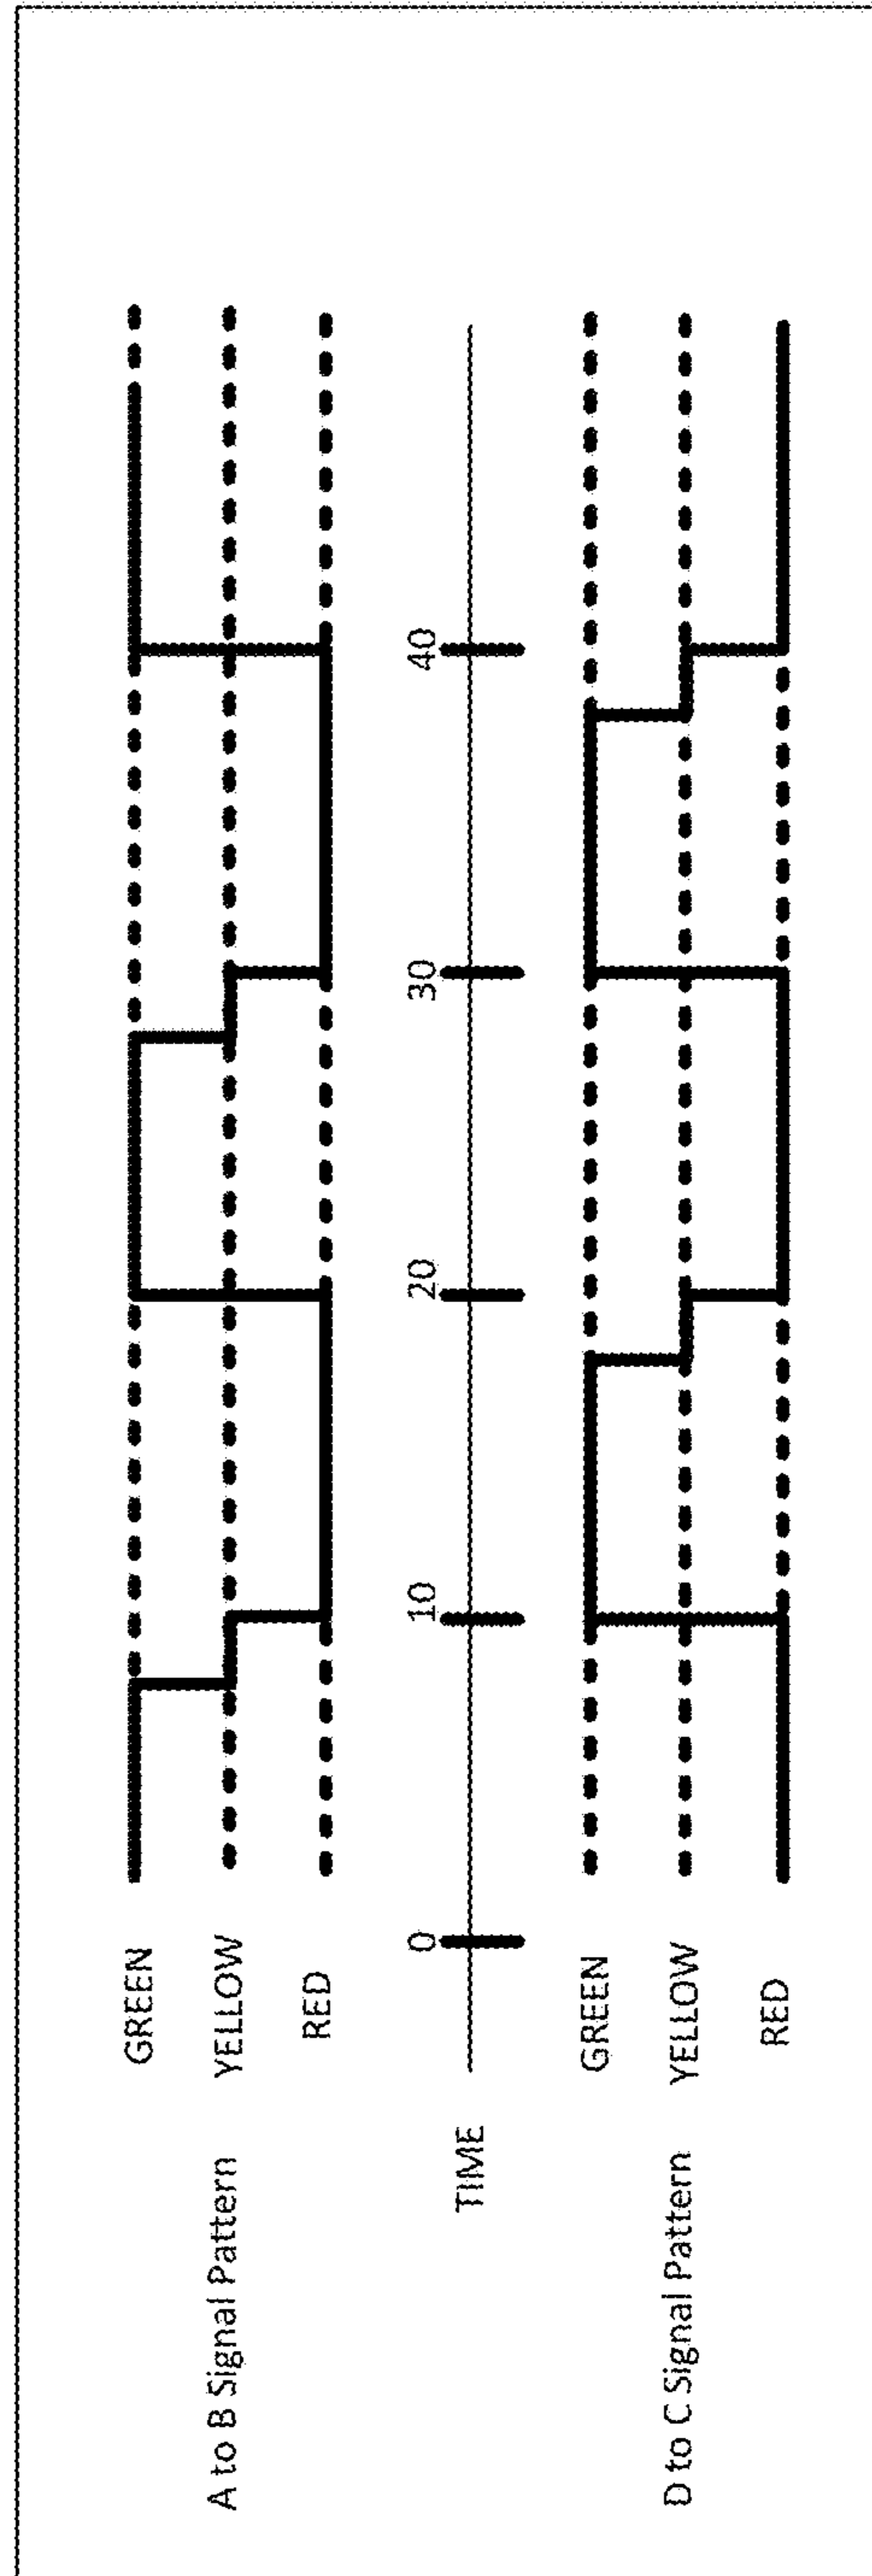 A to B Signal Pattern
GREEN
YELLOW
RED
TIME
0 10 20 30 40
D to C Signal Pattern
GREEN
YELLOW
RED